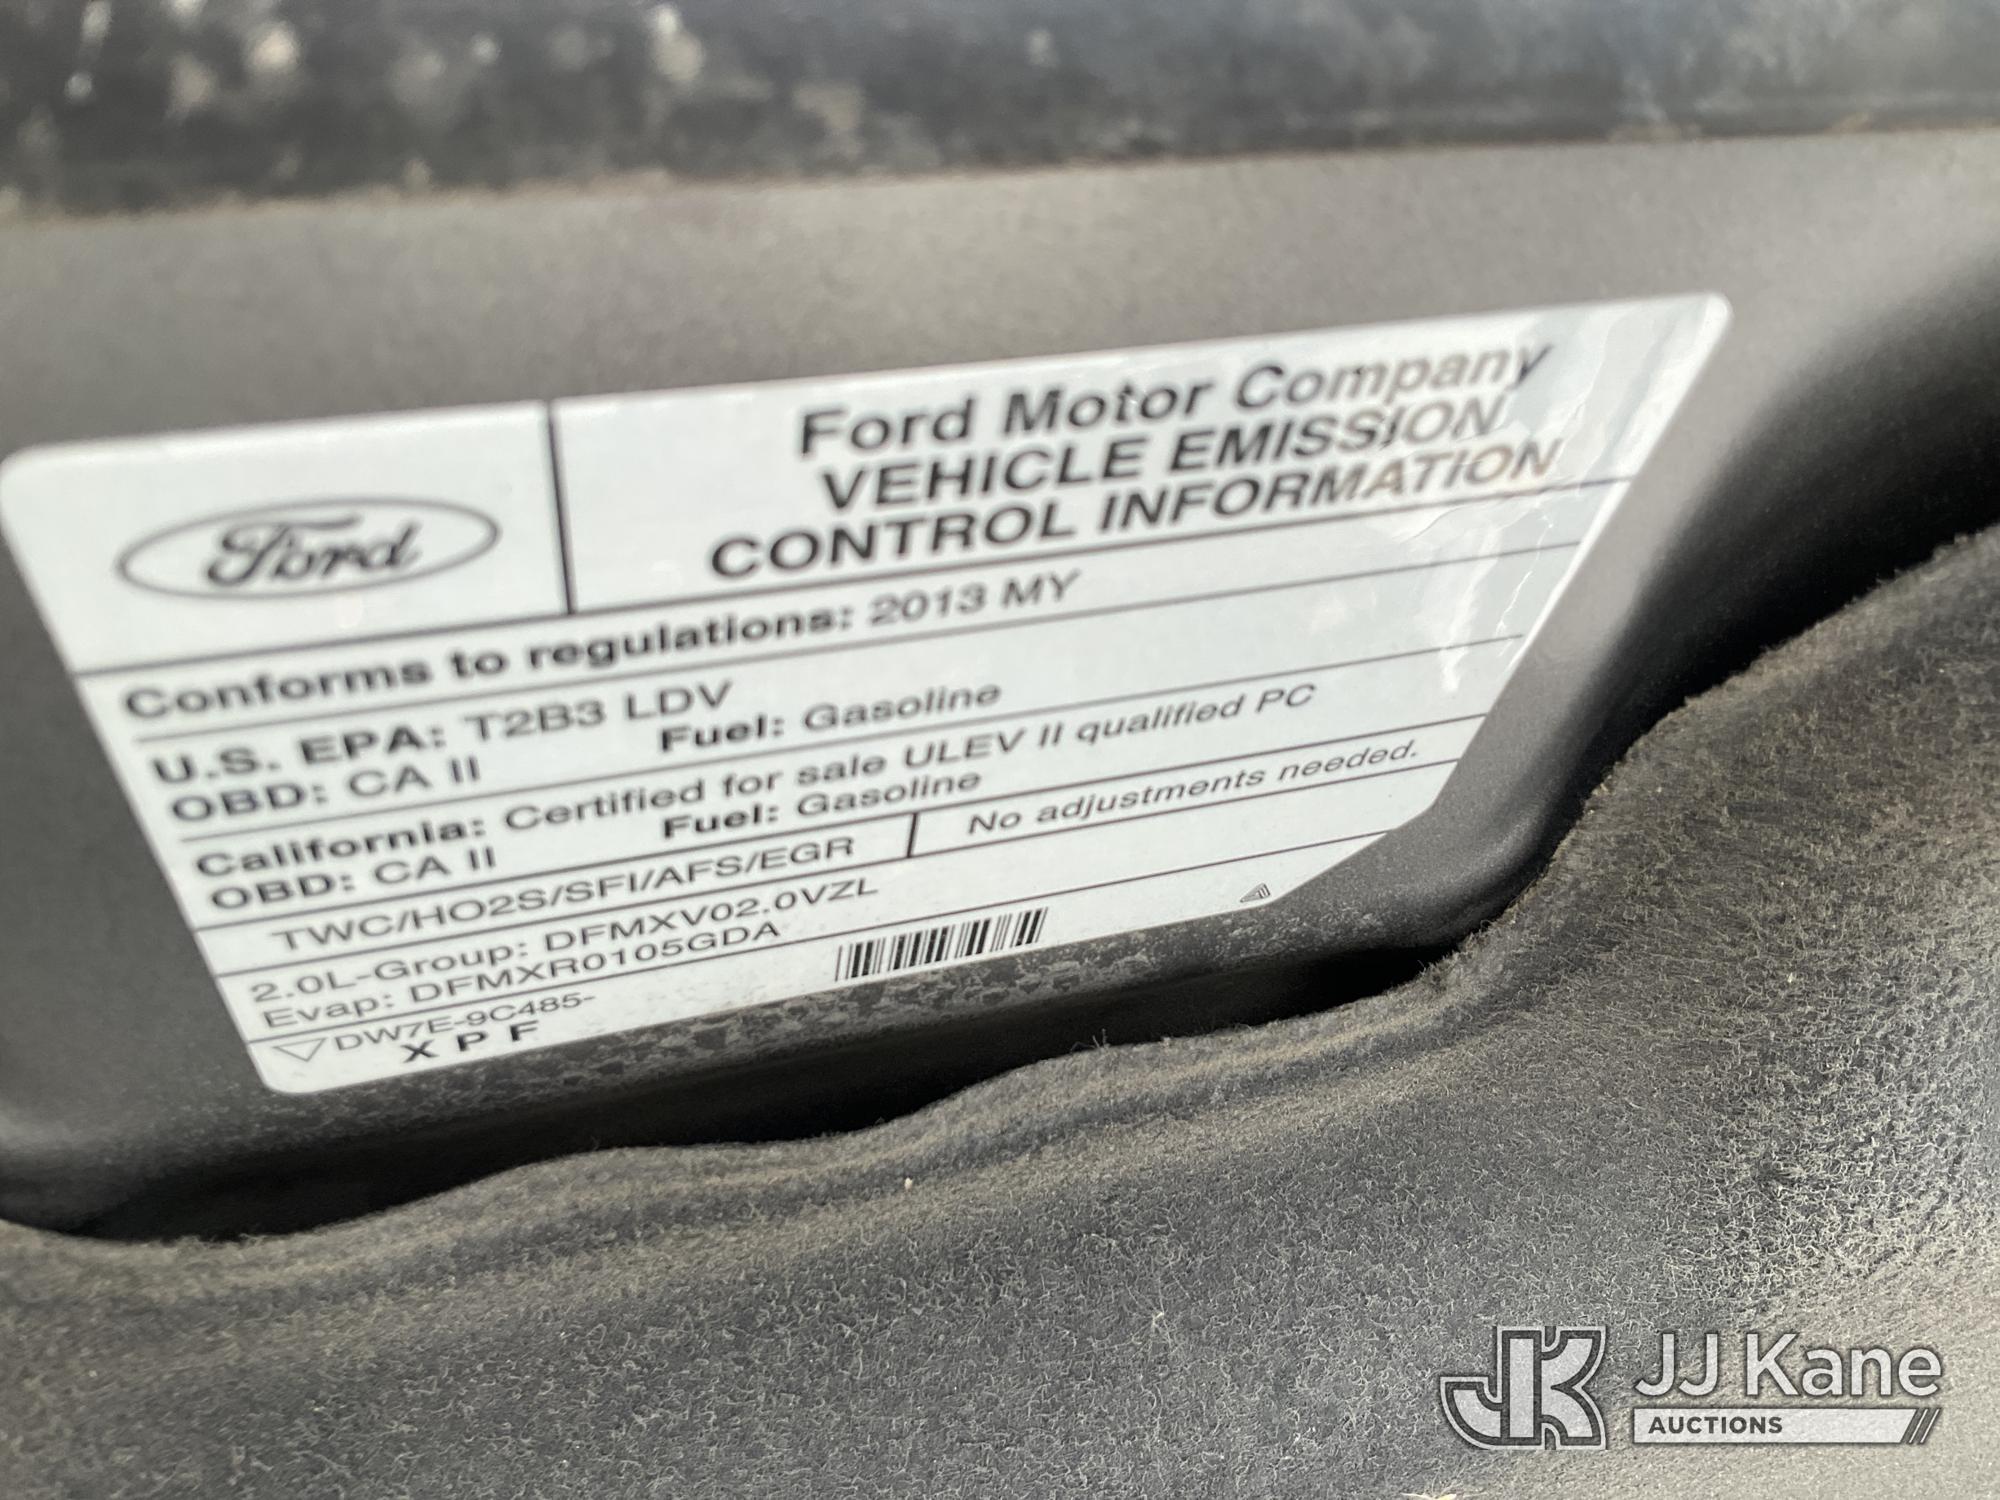 Ford
Ford Motor Company
VEHICLE EMISSION
CONTROL INFORMATION
Conforms to regulations: 2013 MY
U.S. EPA: T2B3 LDV
OBD: CA II Fuel: Gasoline
California: Certified for sale ULEV II qualified PC
OBD: CA II Fuel: Gasoline
TWC/HO2S/SFI/AFS/EGR No adjustments needed.
2.0L-Group: DFMXV02.0VZL
Evap: DFMXR0105GDA
DW7E-9C485-
X P F
JK JJ Kane
AUCTIONS